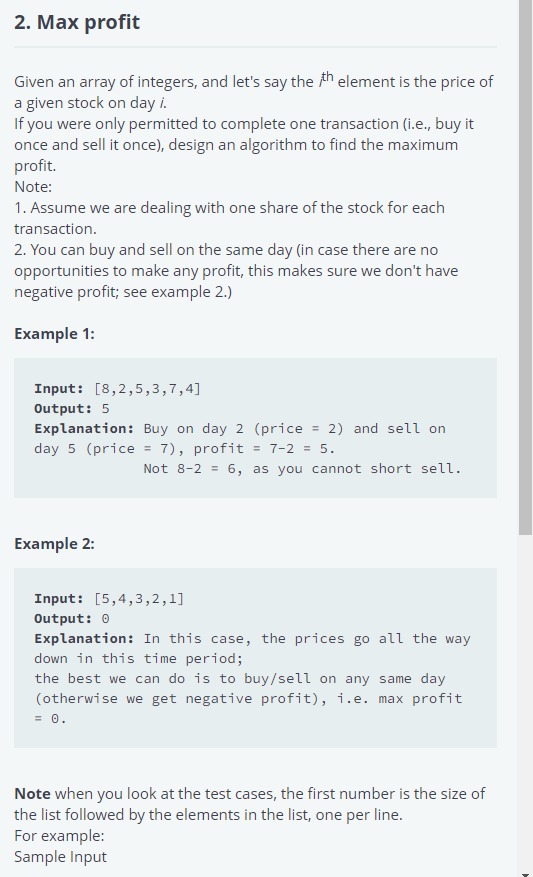 2. Max profit
Given an array of integers, and let's say the ith element is the price of
a given stock on day i.
If you were only permitted to complete one transaction (i.e., buy it
once and sell it once), design an algorithm to find the maximum
profit.
Note:
1. Assume we are dealing with one share of the stock for each
transaction.
2. You can buy and sell on the same day (in case there are no
opportunities to make any profit, this makes sure we don't have
negative profit; see example 2.)
Example 1:
Input: [8,2,5,3,7,4]
Output: 5
Explanation: Buy on day 2 (price = 2) and sell on
day 5 (price = 7), profit = 7-2 = 5.
Not 8-2 = 6, as you cannot short sell.
Example 2:
Input: [5,4,3,2,1]
Output: 0
Explanation: In this case, the prices go all the way
down in this time period;
the best we can do is to buy/sell on any same day
(otherwise we get negative profit), i.e. max profit
= 0.
Note when you look at the test cases, the first number is the size of
the list followed by the elements in the list, one per line.
For example:
Sample Input